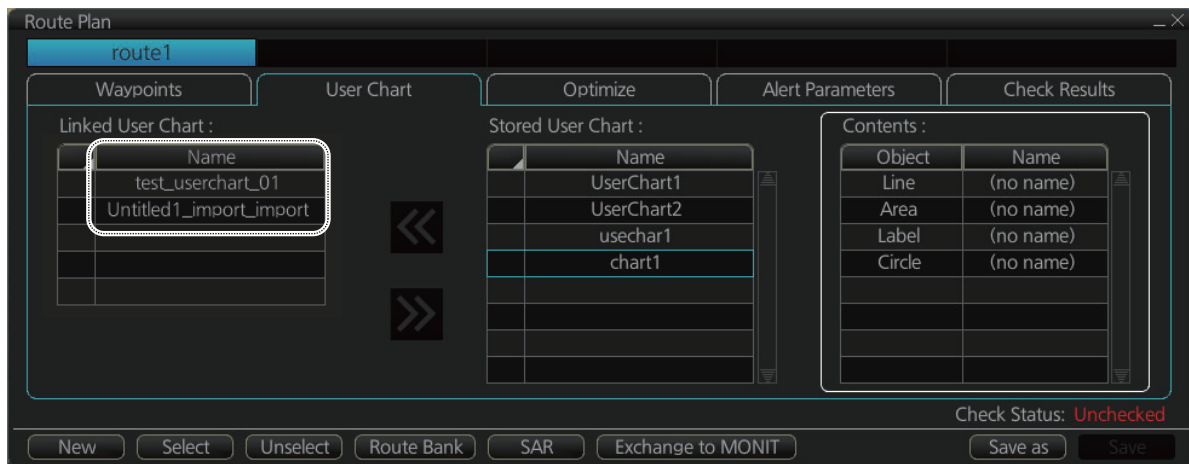 Route Plan
route1
Waypoints User Chart Optimize Alert Parameters Check Results
Linked User Chart : Stored User Chart : Contents :
Name Name Object Name
test_userchart_01 UserChart1 Line (no name)
Untitled1_import_import UserChart2 Area (no name)
usechar1 Label (no name)
chart1 Circle (no name)
Check Status: Unchecked
New Select Unselect Route Bank SAR Exchange to MONIT Save as Save